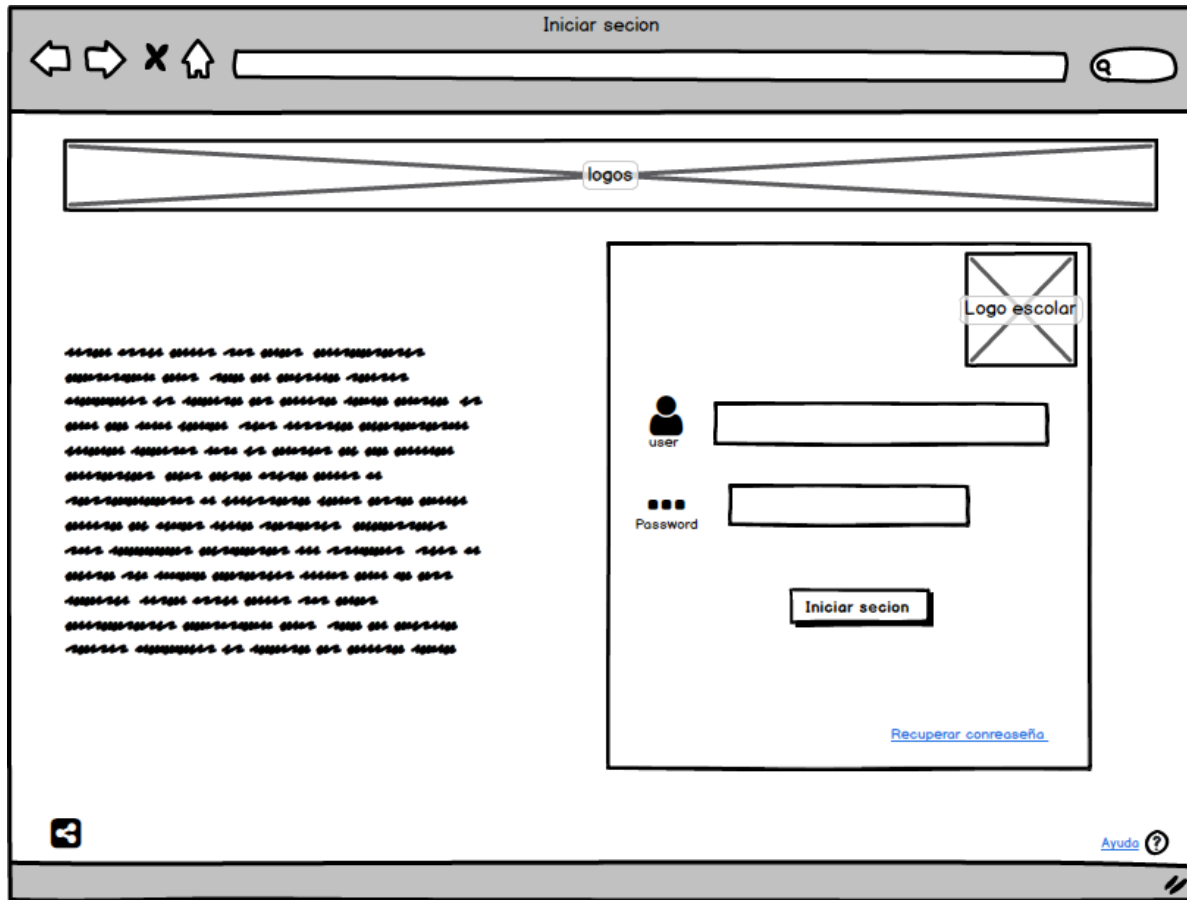 Iniciar secion
logos
Logo escolar
user
Password
Iniciar secion
Recuperar conreaseña
Ayuda